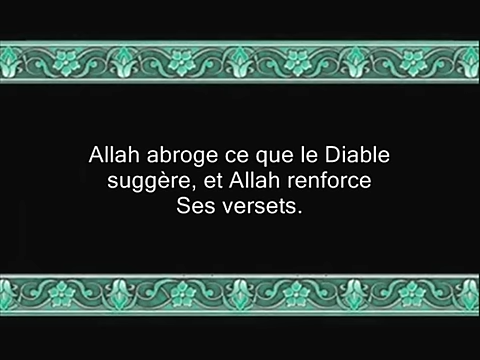 Allah abroge ce que le Diable
suggère, et Allah renforce
Ses versets.